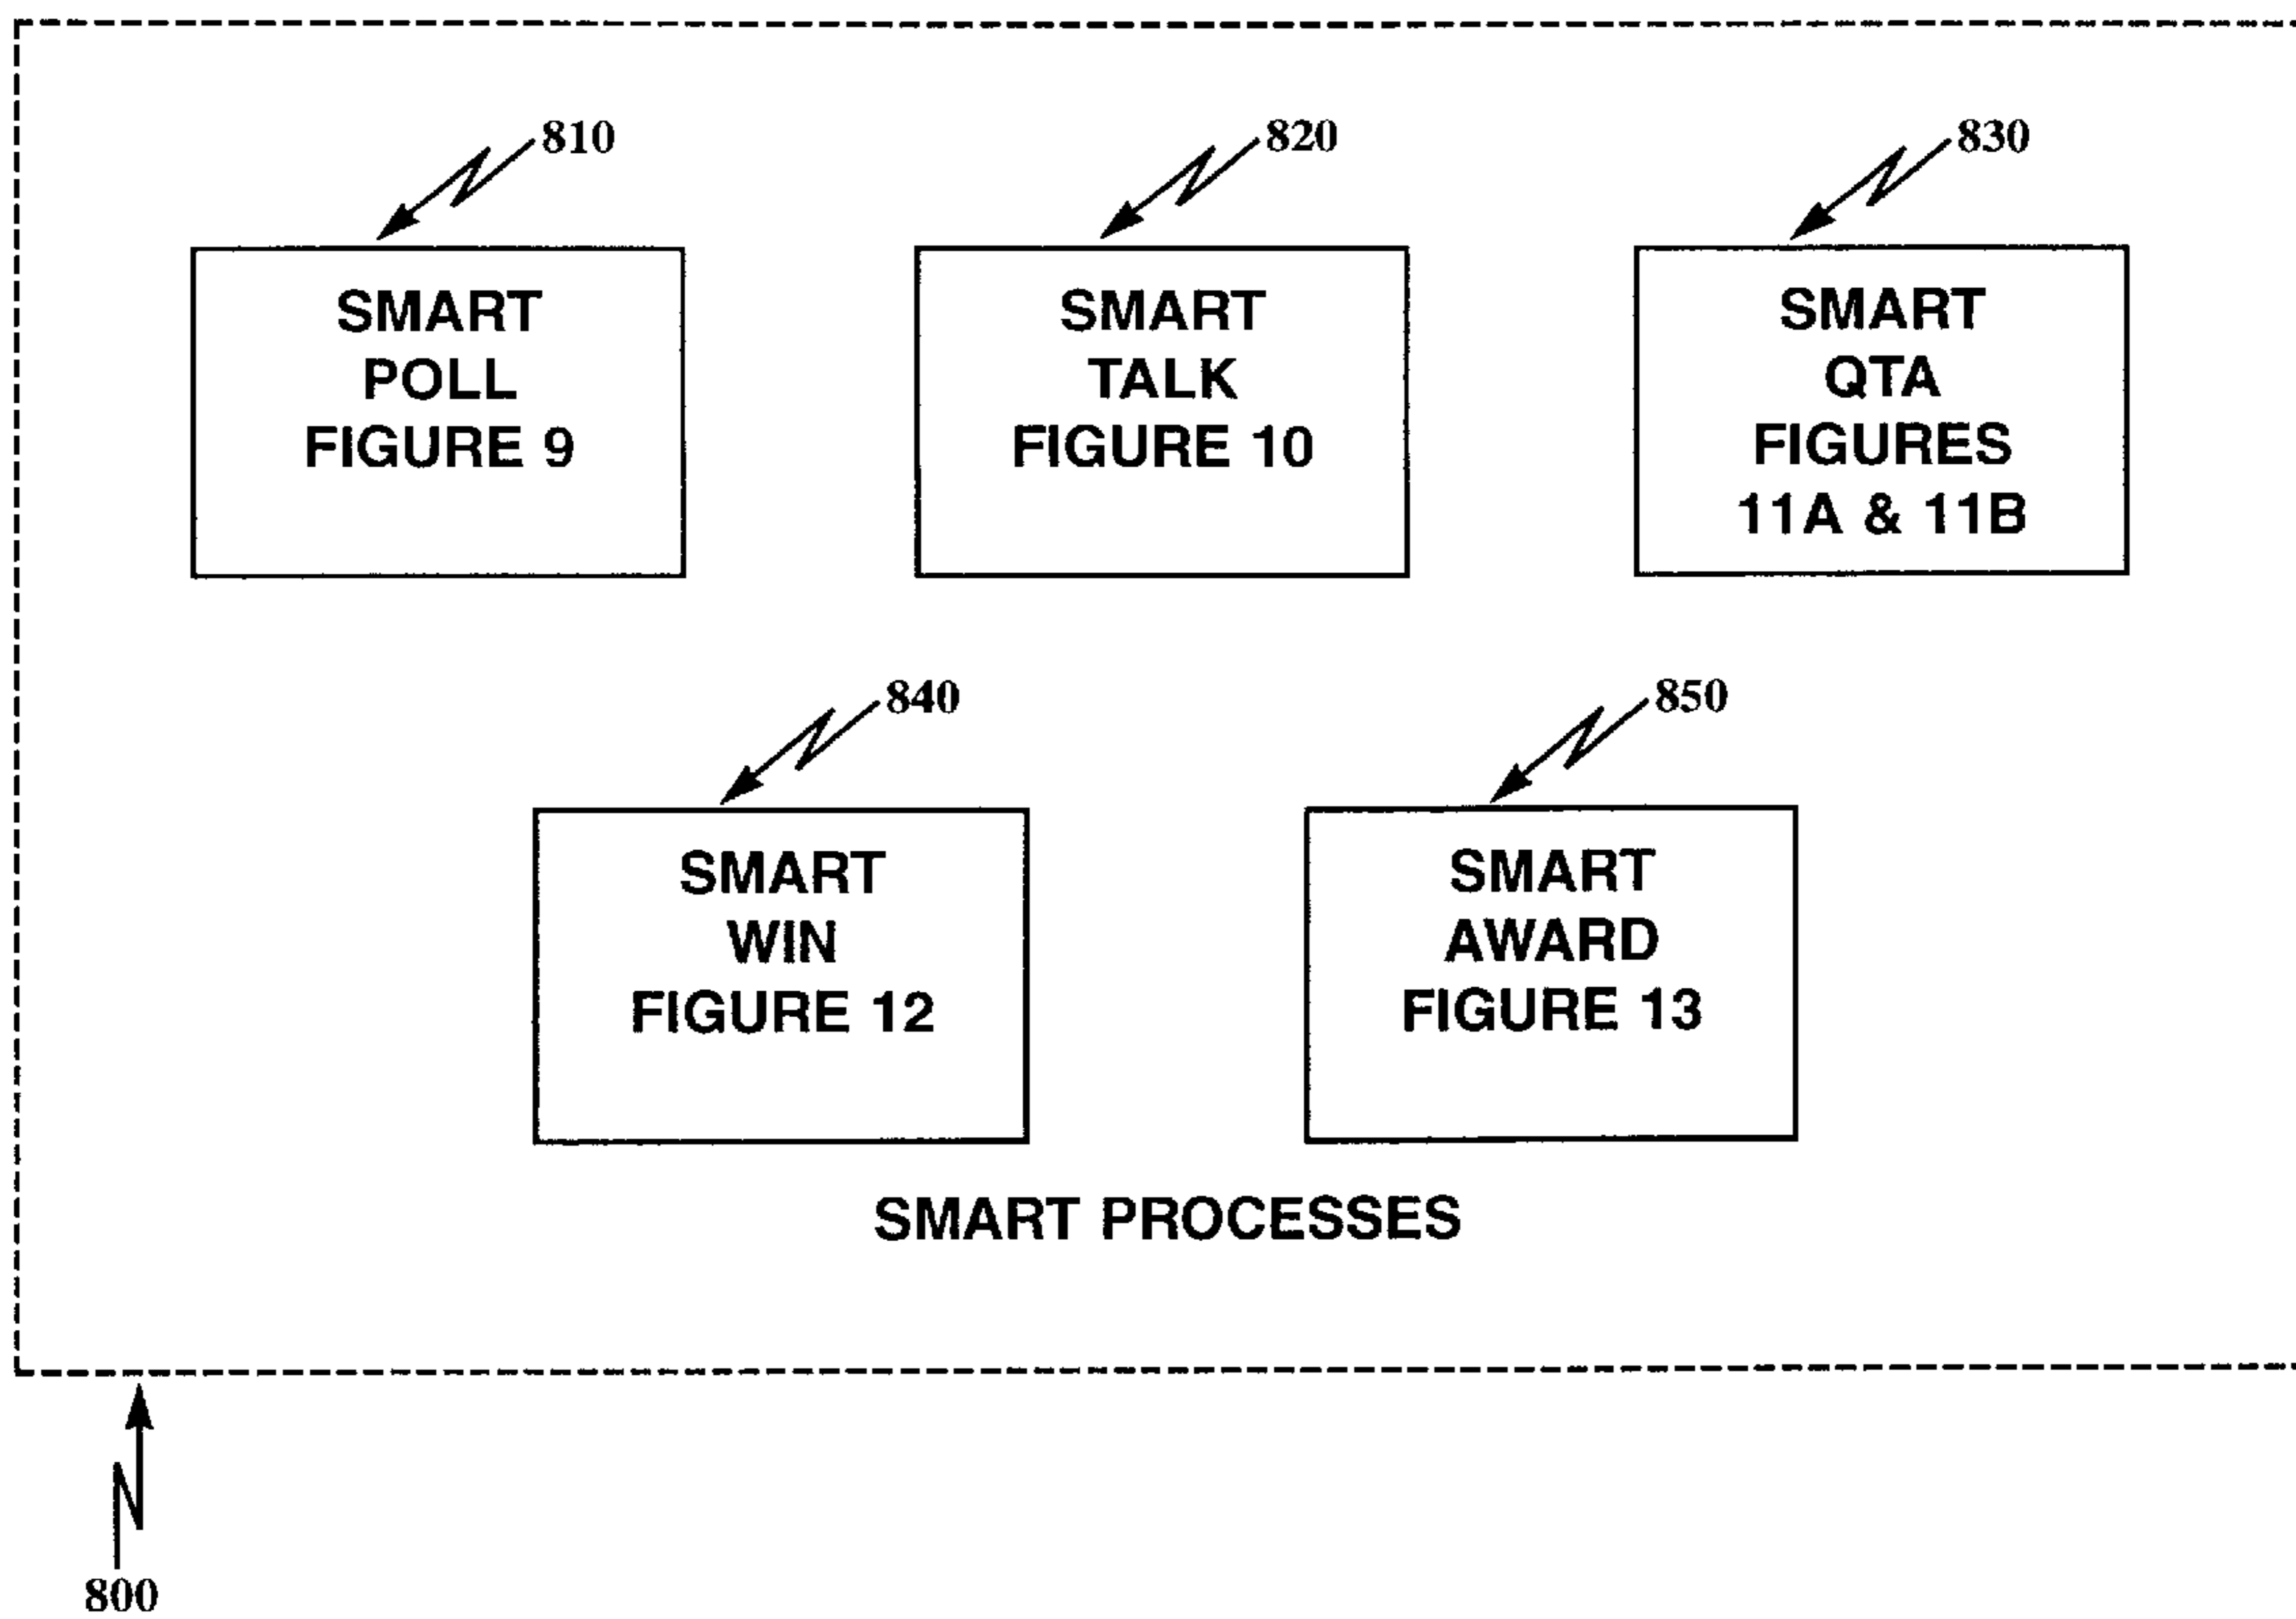 810
SMART
POLL
FIGURE 9
820
SMART
TALK
FIGURE 10
830
SMART
QTA
FIGURES
11A & 11B
840
SMART
WIN
FIGURE 12
850
SMART
AWARD
FIGURE 13
SMART PROCESSES
800